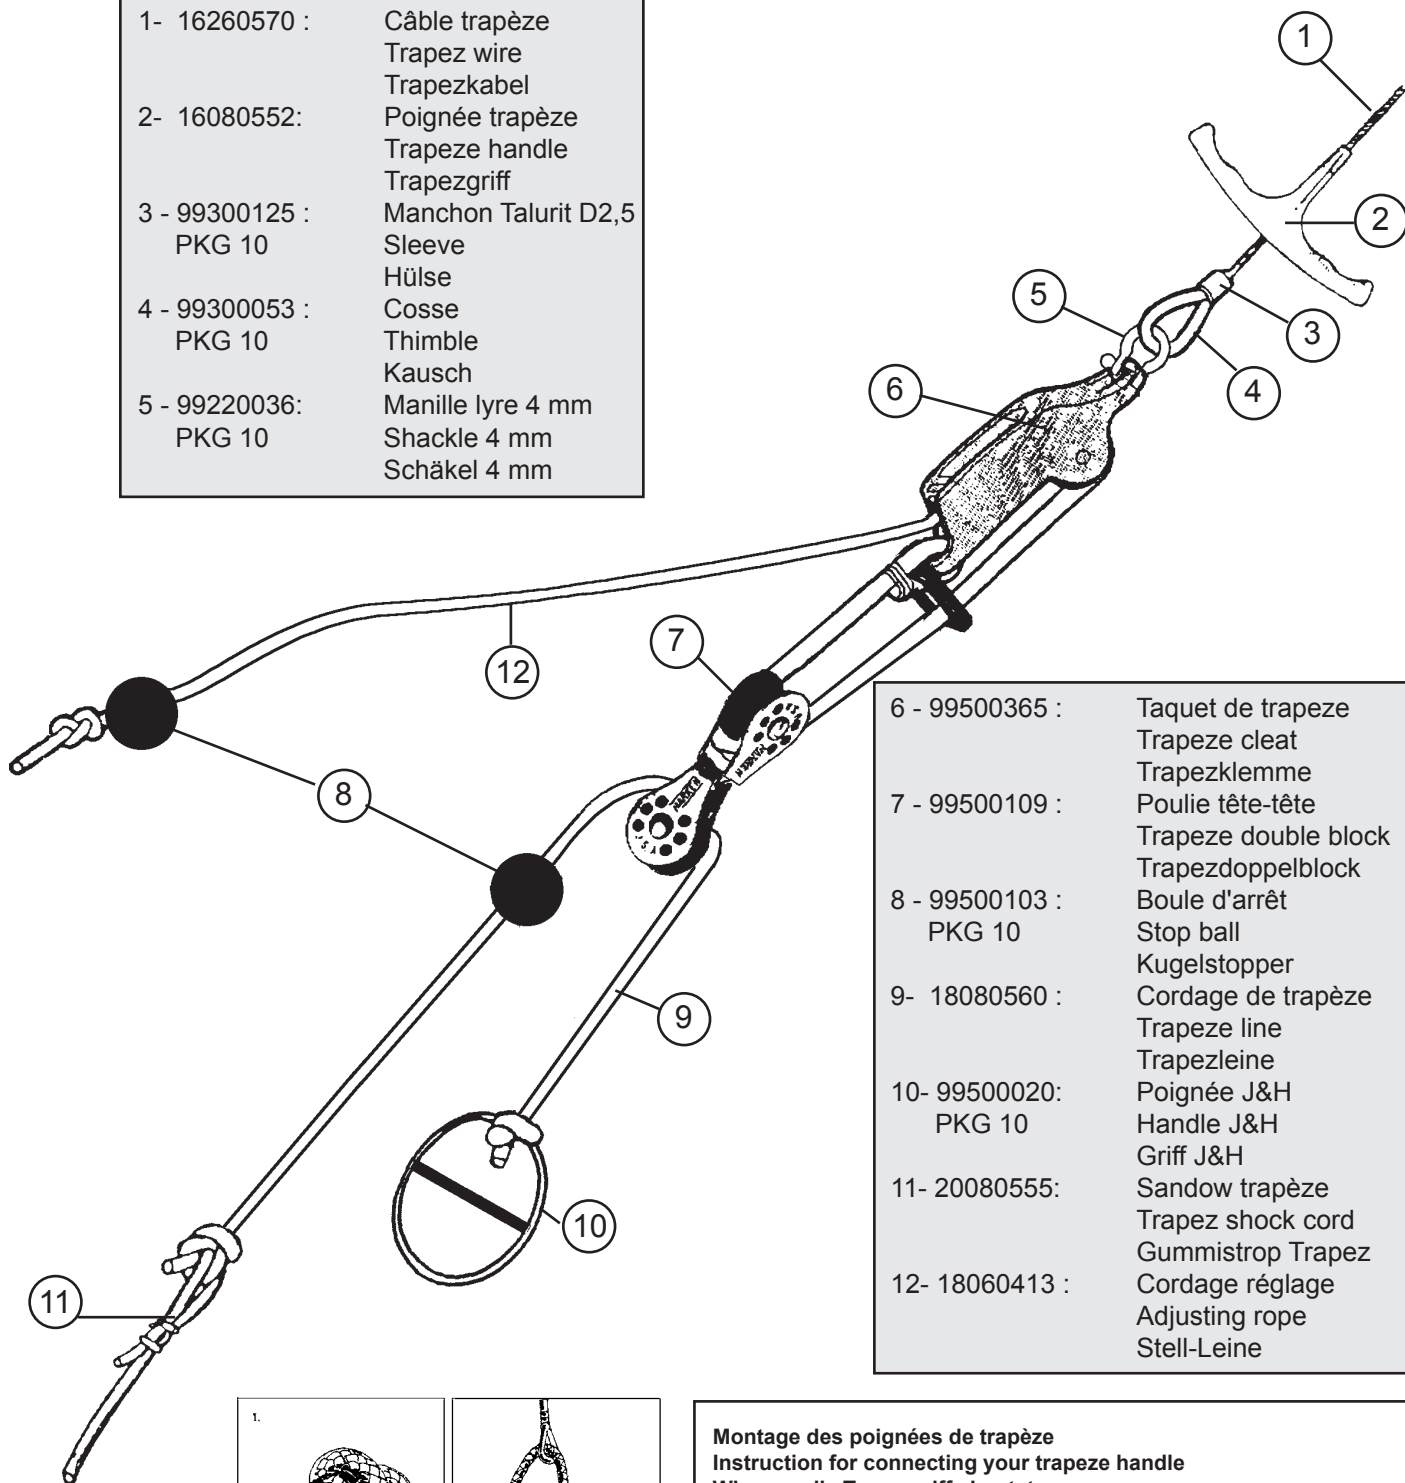 1- 16260570 : Câble trapèze
Trapez wire
Trapezkabel
2- 16080552: Poignée trapèze
Trapeze handle
Trapezgriff
3 - 99300125 : Manchon Talurit D2,5
PKG 10 Sleeve
Hülse
4 - 99300053 : Cosse
PKG 10 Thimble
Kausch
5 - 99220036: Manille lyre 4 mm
PKG 10 Shackle 4 mm
Schäkel 4 mm
1
2
3
4
5
6
7
8
9
10
11
12
HARKEN
HARKEN
6 - 99500365 : Taquet de trapeze
Trapeze cleat
Trapezklemme
7 - 99500109 : Poulie tête-tête
Trapeze double block
Trapezdoppelblock
8 - 99500103 : Boule d'arrêt
PKG 10 Stop ball
Kugelstopper
9- 18080560 : Cordage de trapèze
Trapeze line
Trapezleine
10- 99500020: Poignée J&H
PKG 10 Handle J&H
Griff J&H
11- 20080555: Sandow trapèze
Trapez shock cord
Gummistrop Trapez
12- 18060413 : Cordage réglage
Adjusting rope
Stell-Leine
1.
Montage des poignées de trapèze
Instruction for connecting your trapeze handle